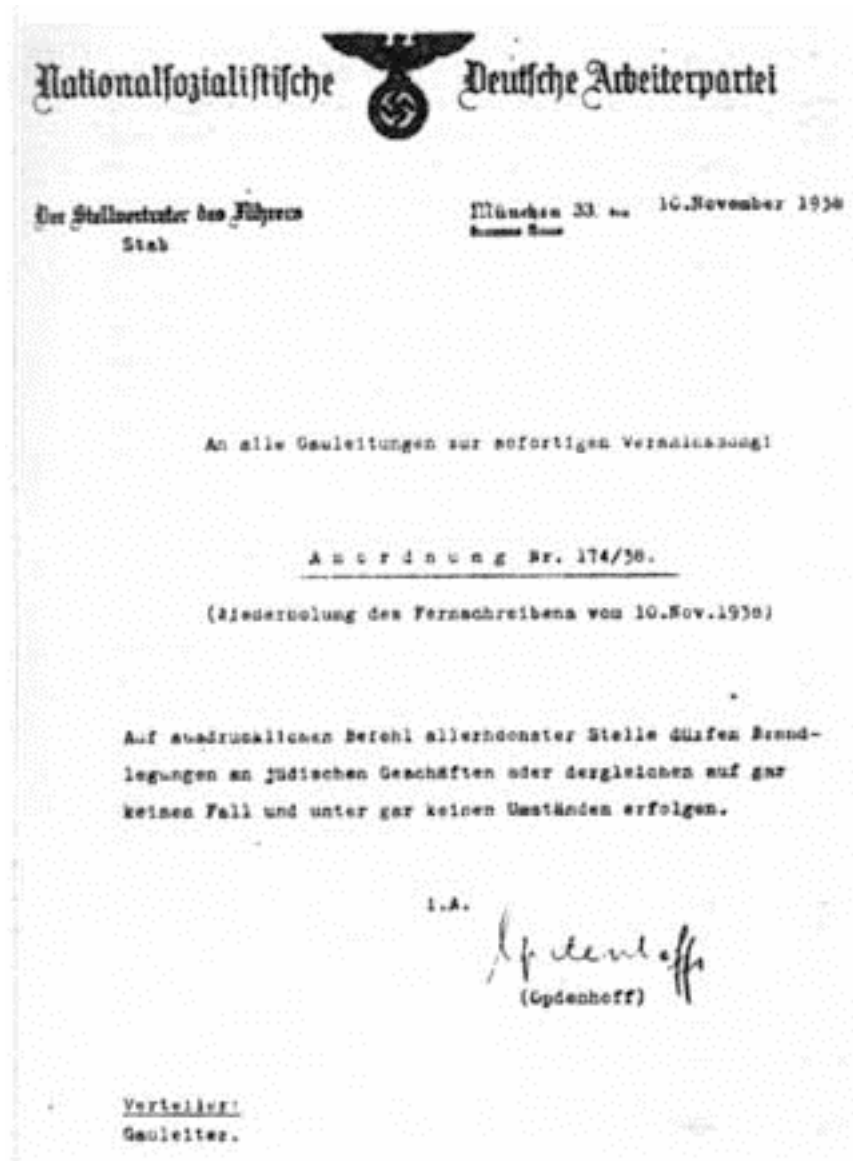 Nationalsozialistische Deutsche Arbeiterpartei
Der Stellvertreter des Führers
Stab
München 33, 10.November 1938
An alle Gauleitungen zur sofortigen Veranlassung!
Anordnung Nr. 174/38.
(Wiederholung des Fernschreibens vom 10.Nov.1938)
Auf ausdrücklichen Befehl allerhöchster Stelle dürfen Brand-
legungen an jüdischen Geschäften oder dergleichen auf gar
keinen Fall und unter gar keinen Umständen erfolgen.
i.A.
Opdenhoff
(Opdenhoff)
Verteiler:
Gauleiter.